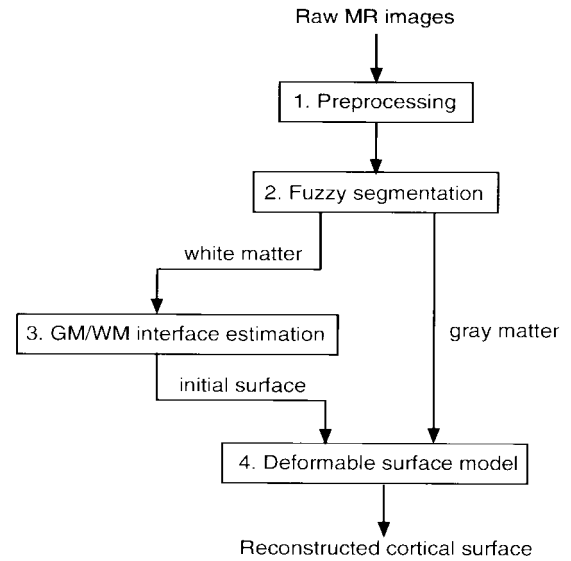 Raw MR images
1. Preprocessing
2. Fuzzy segmentation
white matter
3. GM/WM interface estimation
gray matter
initial surface
4. Deformable surface model
Reconstructed cortical surface